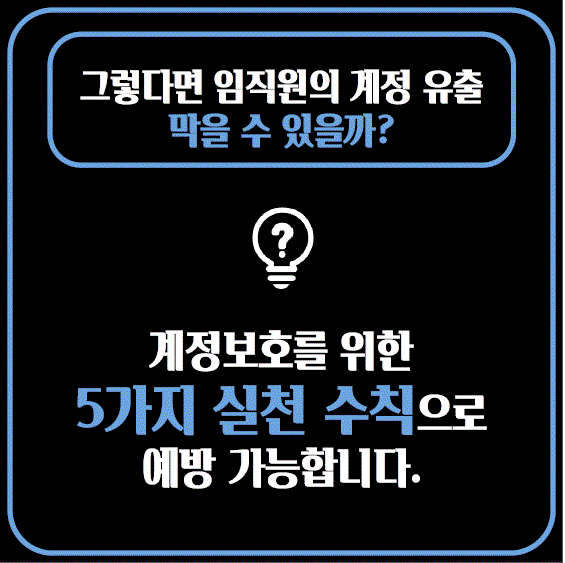 그렇다면 임직원의 계정 유출
막을 수 있을까?
?
계정보호를 위한
5가지 실천 수칙으로
예방 가능합니다.